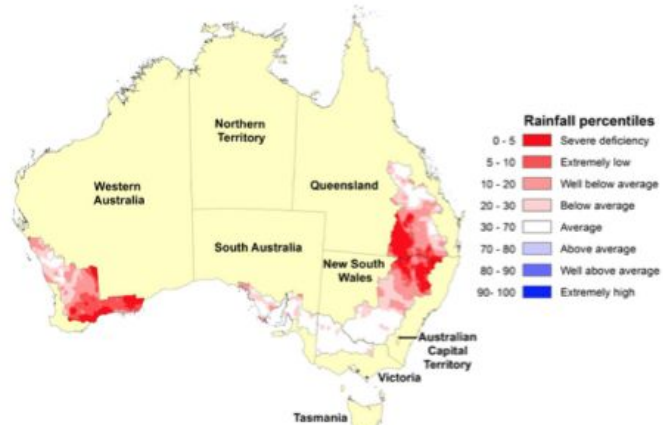 Northern
Territory
Western
Australia
Queensland
South Australia
New South
Wales
Australian
Capital
Territory
Victoria
Tasmania
Rainfall percentiles
0 - 5 Severe deficiency
5 - 10 Extremely low
10 - 20 Well below average
20 - 30 Below average
30 - 70 Average
70 - 80 Above average
80 - 90 Well above average
90- 100 Extremely high